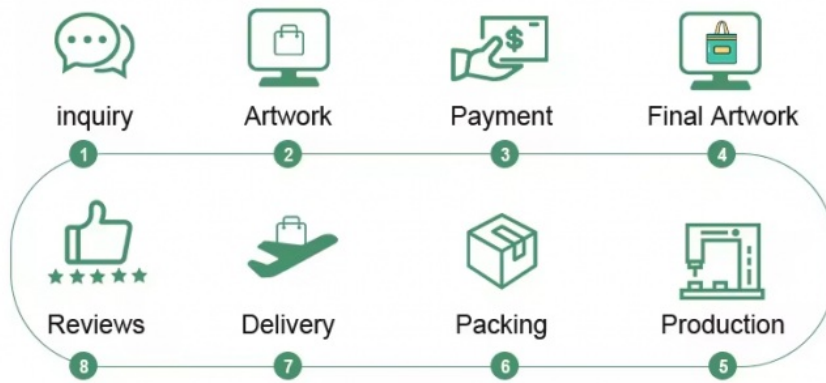 inquiry Artwork Payment Final Artwork
1 2 3 4
Reviews Delivery Packing Production
8 7 6 5